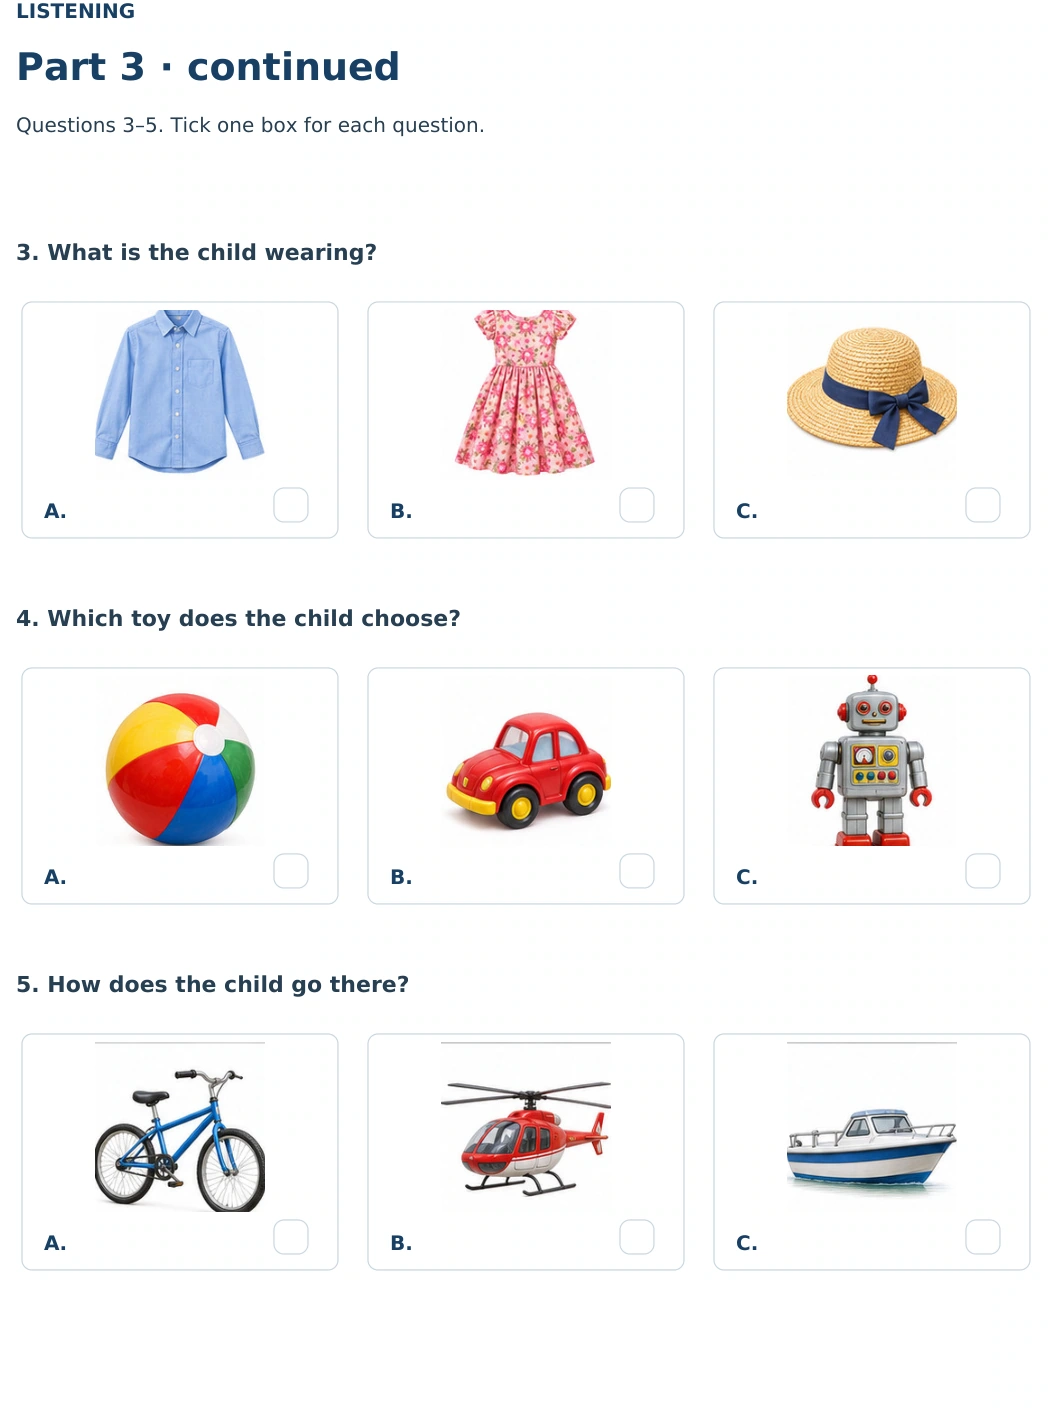 LISTENING
Part 3 · continued
Questions 3–5. Tick one box for each question.
3. What is the child wearing?
A.
B.
C.
4. Which toy does the child choose?
A.
B.
C.
5. How does the child go there?
A.
B.
C.